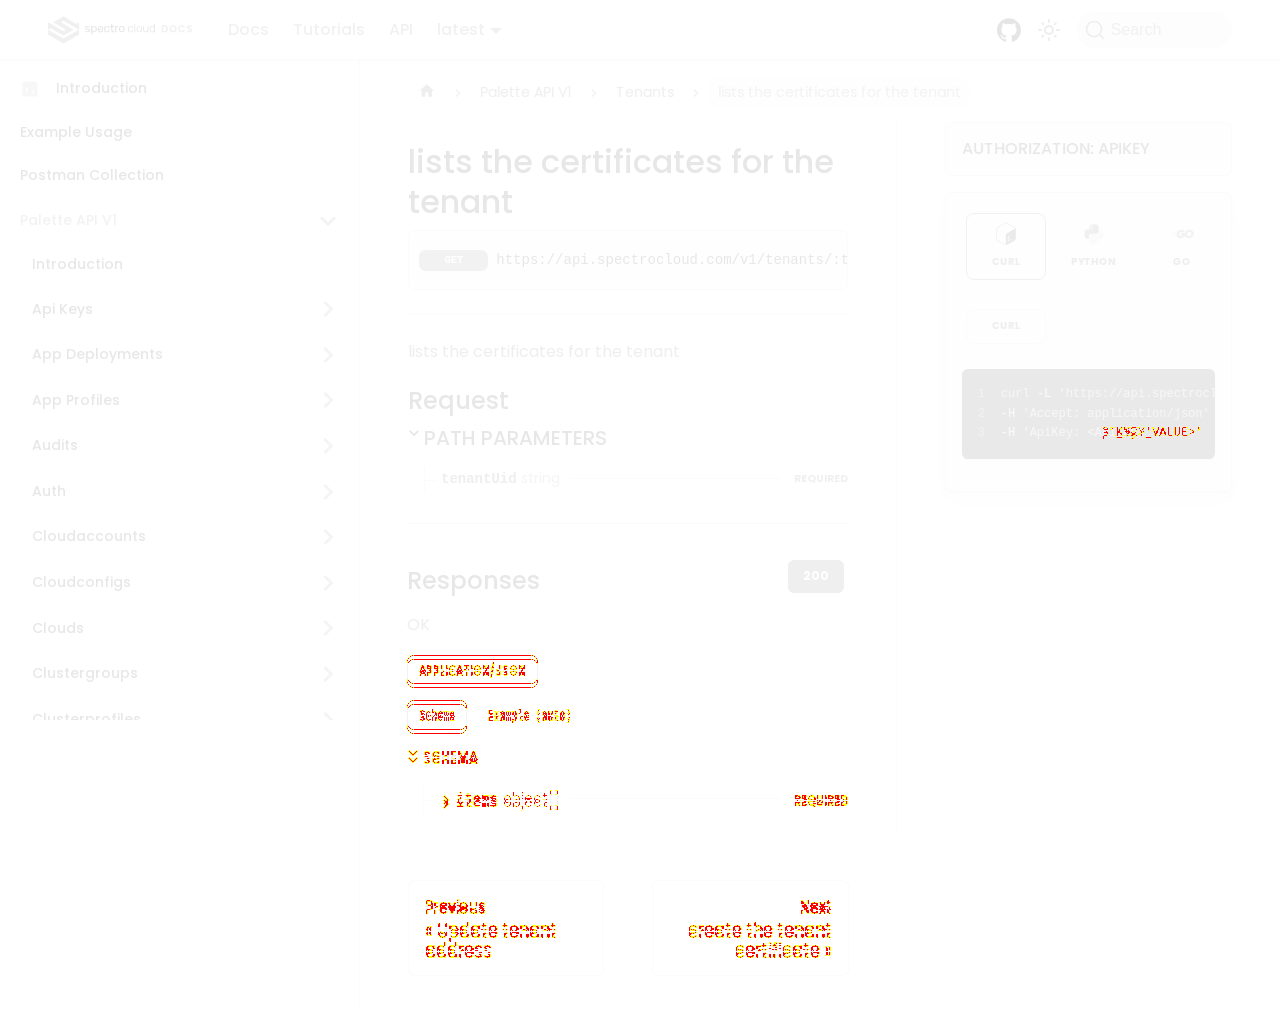 spectro cloud DOCS
Docs
Tutorials
API
latest
Search
Introduction
Example Usage
Postman Collection
Palette API V1
Introduction
Api Keys
App Deployments
App Profiles
Audits
Auth
Cloudaccounts
Cloudconfigs
Clouds
Clustergroups
Clusterprofiles
Palette API V1
Tenants
lists the certificates for the tenant
lists the certificates for the
tenant
GET https://api.spectrocloud.com/v1/tenants/:t
lists the certificates for the tenant
Request
PATH PARAMETERS
tenantUid string REQUIRED
Responses
200
OK
APPLICATION/JSON
Schema
Example (auto)
SCHEMA
items object[] REQUIRED
Previous
« Update tenant
address
Next
create the tenant
certificate »
AUTHORIZATION: APIKEY
CURL
PYTHON
GO
GO
CURL
1 curl -L 'https://api.spectrocl
2 -H 'Accept: application/json'
3 -H 'ApiKey: VALUE>'